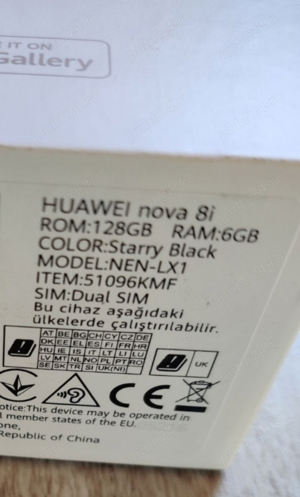 E IT ON
Gallery
HUAWEI nova 8i
ROM:128GB RAM:6GB
COLOR:Starry Black
MODEL:NEN-LX1
ITEM:51096KMF
SIM:Dual SIM
Bu cihaz aşağıdaki
ülkelerde çalıştırılabilir.
AT BE BG CH CY CZ DE
DK EE EL ES FI FR HR
HU IE IS IT LT LI LU
LV MT NL NO PL PT RO
SE SK TR SI UK(NI)
UK
CE
otice:This device may be operated in
ll member states of the EU.
one,
Republic of China